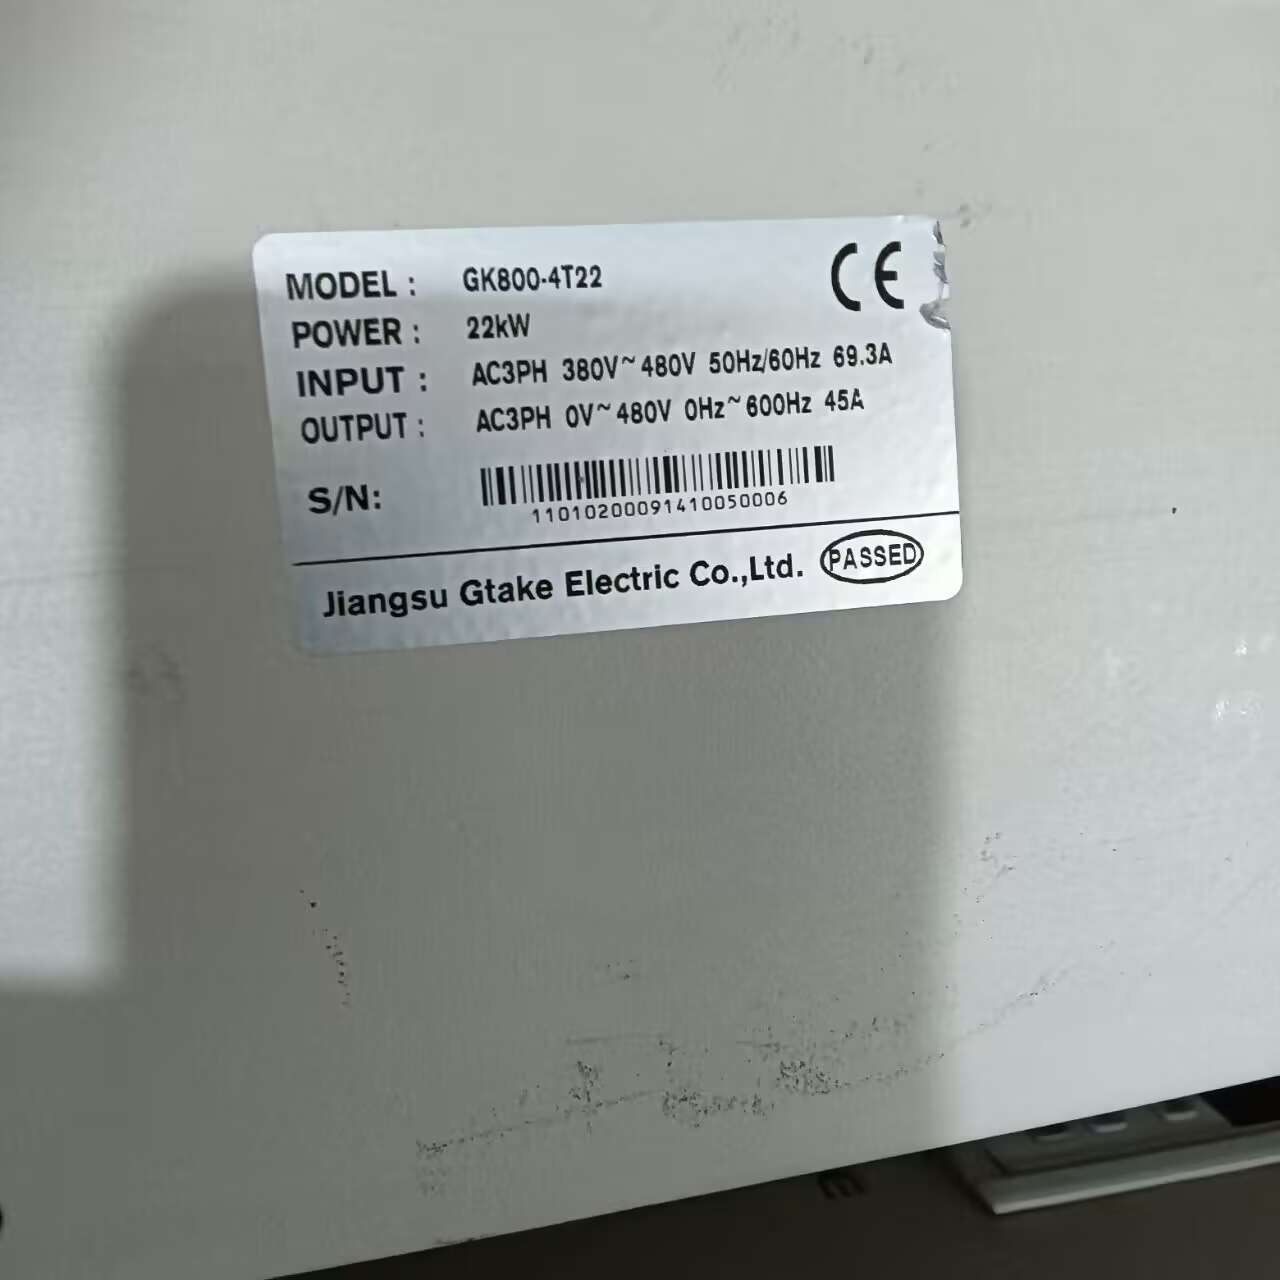 MODEL : GK800-4T22 CE
POWER : 22kW
INPUT : AC3PH 380V~480V 50Hz/60Hz 69.3A
OUTPUT : AC3PH 0V~480V 0Hz~600Hz 45A
S/N:
11010200091410050006
Jiangsu Gtake Electric Co.,Ltd. PASSED